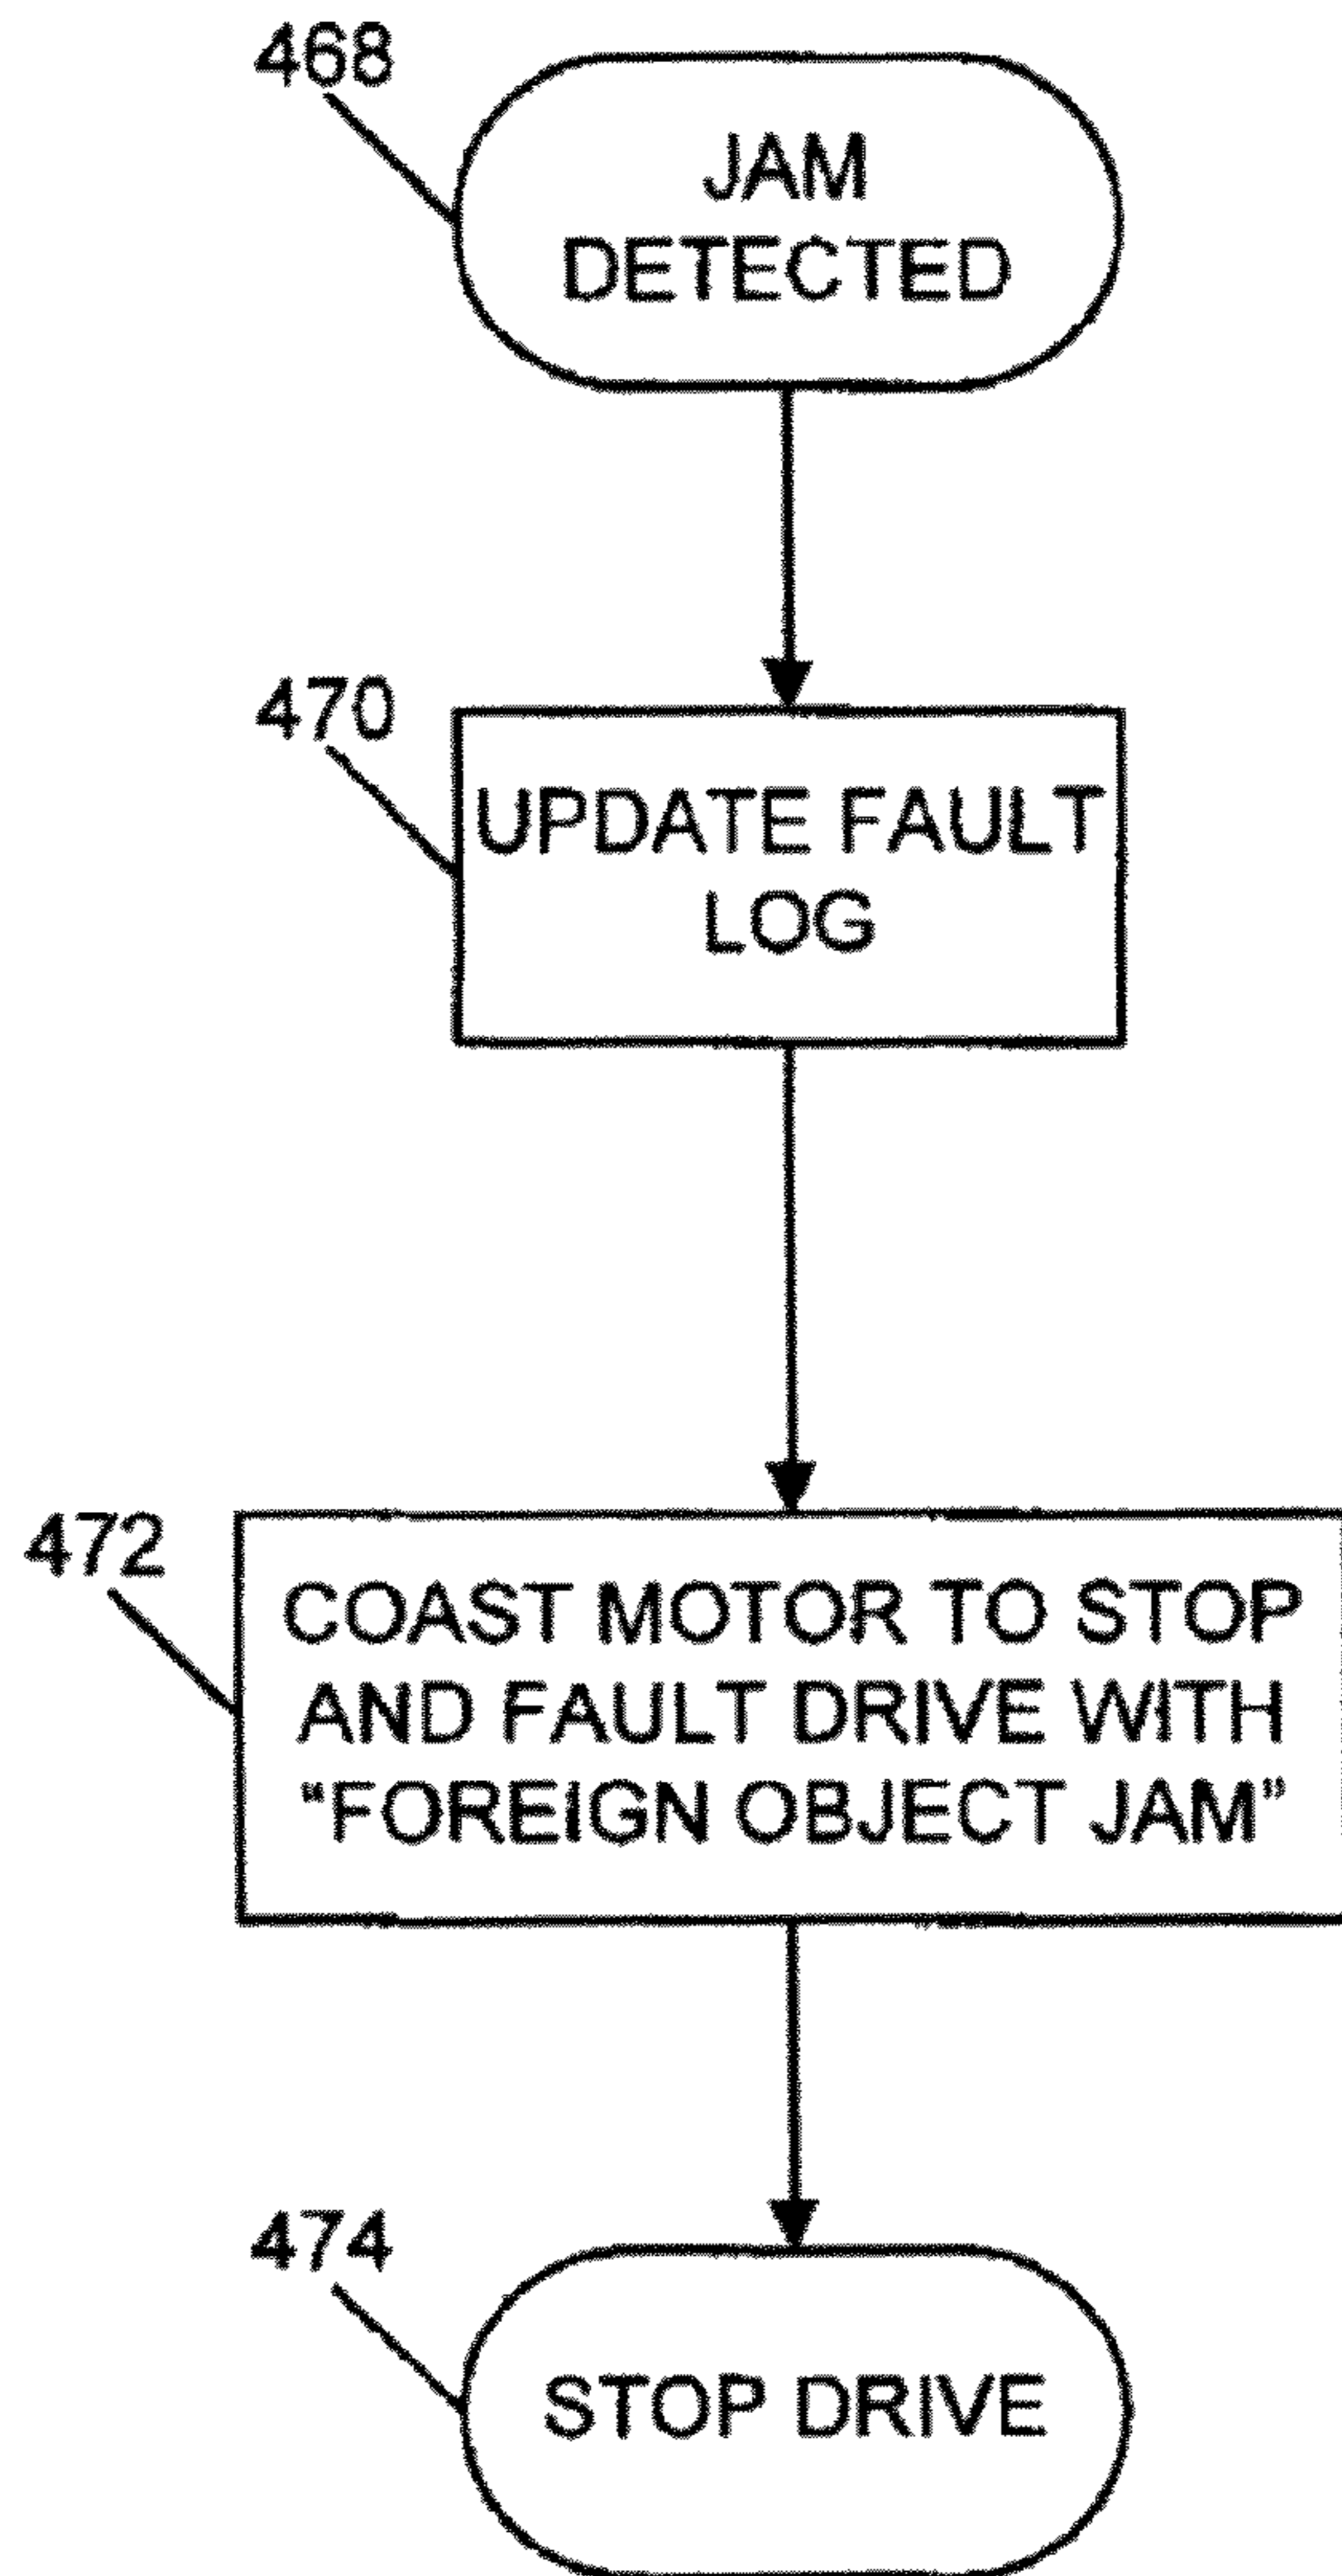 468
JAM
DETECTED
470
UPDATE FAULT
LOG
472
COAST MOTOR TO STOP
AND FAULT DRIVE WITH
“FOREIGN OBJECT JAM”
474
STOP DRIVE